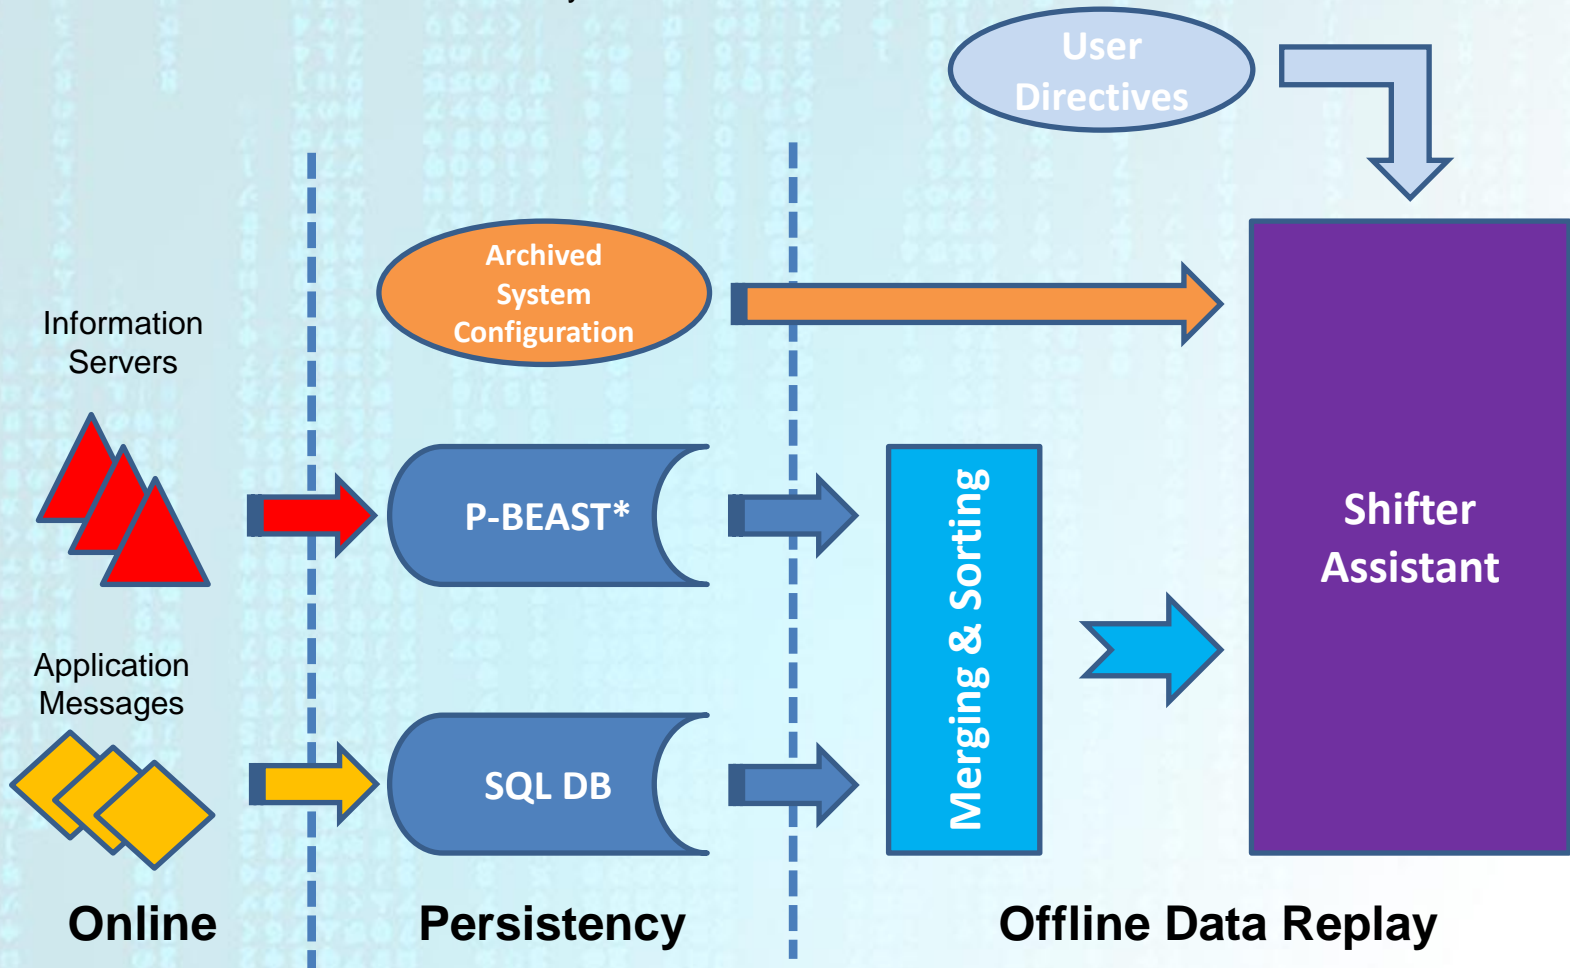 User
Directives
Archived
System
Configuration
Information
Servers
P-BEAST*
Merging & Sorting
Shifter
Assistant
Application
Messages
SQL DB
Online
Persistency
Offline Data Replay